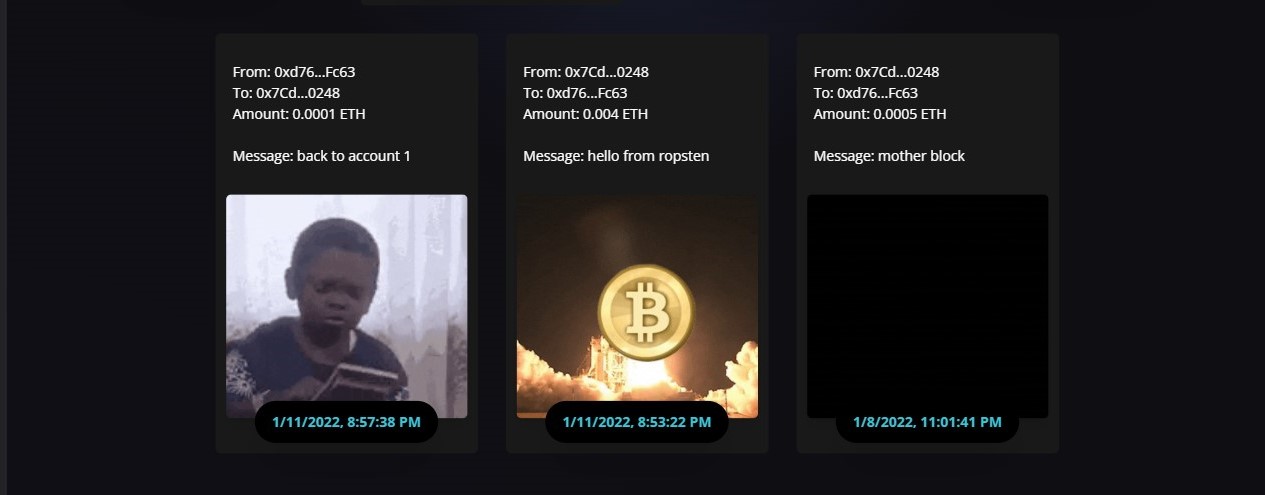 From: 0xd76...Fc63
To: 0x7Cd...0248
Amount: 0.0001 ETH
Message: back to account 1
1/11/2022, 8:57:38 PM
From: 0x7Cd...0248
To: 0xd76...Fc63
Amount: 0.004 ETH
Message: hello from ropsten
1/11/2022, 8:53:22 PM
From: 0x7Cd...0248
To: 0xd76...Fc63
Amount: 0.0005 ETH
Message: mother block
1/8/2022, 11:01:41 PM